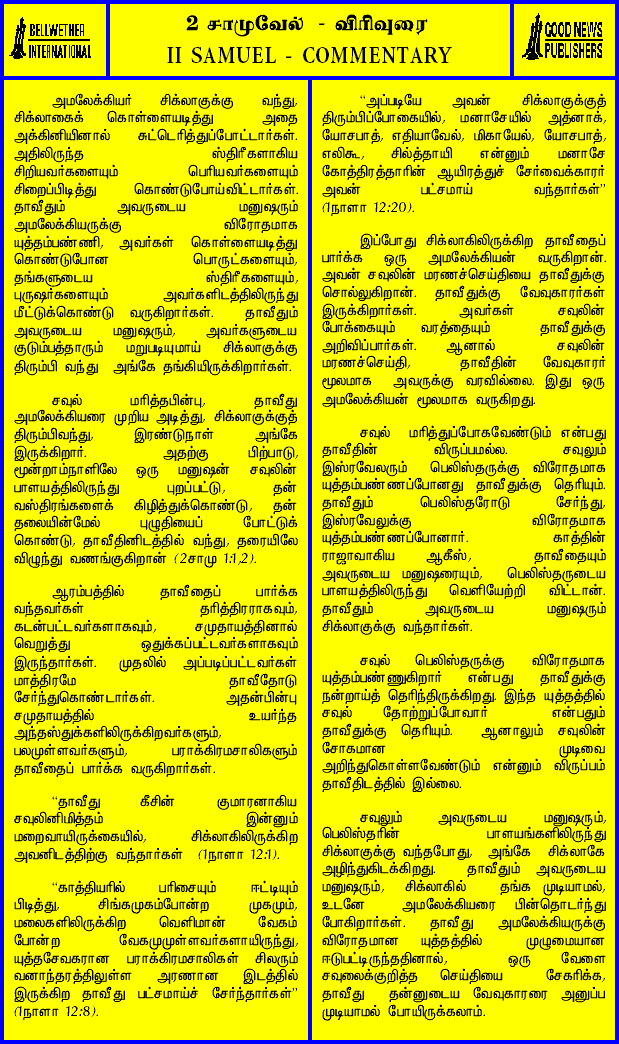 BELLWETHER
INTERNATIONAL
2 சாமுவேல் - விரிவுரை
II SAMUEL - COMMENTARY
GOOD NEWS
PUBLISHERS
அமலேக்கியர் சிக்லாகுக்கு வந்து,
சிக்லாகைக் கொள்ளையடித்து அதை
அக்கினியினால் சுட்டெரித்துப்போட்டார்கள்.
அதிலிருந்த ஸ்திரீகளாகிய
சிறியவர்களையும் பெரியவர்களையும்
சிறைப்பிடித்து கொண்டுபோய்விட்டார்கள்.
தாவீதும் அவருடைய மனுஷரும்
அமலேக்கியருக்கு விரோதமாக
யுத்தம்பண்ணி, அவர்கள் கொள்ளையடித்து
கொண்டுபோன பொருட்களையும்,
தங்களுடைய ஸ்திரீகளையும்,
புருஷர்களையும் அவர்களிடத்திலிருந்து
மீட்டுக்கொண்டு வருகிறார்கள். தாவீதும்
அவருடைய மனுஷரும், அவர்களுடைய
குடும்பத்தாரும் மறுபடியுமாய் சிக்லாகுக்கு
திரும்பி வந்து அங்கே தங்கியிருக்கிறார்கள்.
சவுல் மரித்தபின்பு, தாவீது
அமலேக்கியரை முறிய அடித்து, சிக்லாகுக்குத்
திரும்பிவந்து, இரண்டுநாள் அங்கே
இருக்கிறார். அதற்கு பிற்பாடு,
மூன்றாம்நாளிலே ஒரு மனுஷன் சவுலின்
பாளயத்திலிருந்து புறப்பட்டு, தன்
வஸ்திரங்களைக் கிழித்துக்கொண்டு, தன்
தலையின்மேல் புழுதியைப் போட்டுக்
கொண்டு, தாவீதினிடத்தில் வந்து, தரையிலே
விழுந்து வணங்குகிறான் (2சாமு 1:1,2).
ஆரம்பத்தில் தாவீதைப் பார்க்க
வந்தவர்கள் தரித்திரராகவும்,
கடன்பட்டவர்களாகவும், சமுதாயத்தினால்
வெறுத்து ஒதுக்கப்பட்டவர்களாகவும்
இருந்தார்கள். முதலில் அப்படிப்பட்டவர்கள்
மாத்திரமே தாவீதோடு
சேர்ந்துகொண்டார்கள். அதன்பின்பு
சமுதாயத்தில் உயர்ந்த
அந்தஸ்துக்களிலிருக்கிறவர்களும்,
பலமுள்ளவர்களும், பராக்கிரமசாலிகளும்
தாவீதைப் பார்க்க வருகிறார்கள்.
“தாவீது கீசின் குமாரனாகிய
சவுலினிமித்தம் இன்னும்
மறைவாயிருக்கையில், சிக்லாகிலிருக்கிற
அவனிடத்திற்கு வந்தார்கள் (1நாளா 12:1).
“காத்தியரில் பரிசையும் ஈட்டியும்
பிடித்து, சிங்கமுகம்போன்ற முகமும்,
மலைகளிலிருக்கிற வெளிமான் வேகம்
போன்ற வேகமுமுள்ளவர்களாயிருந்து,
யுத்தசேவகரான பராக்கிரமசாலிகள் சிலரும்
வனாந்தரத்திலுள்ள அரணான இடத்தில்
இருக்கிற தாவீது பட்சமாய்ச் சேர்ந்தார்கள்”
(1நாளா 12:8).
“அப்படியே அவன் சிக்லாகுக்குத்
திரும்பிப்போகையில், மனாசேயில் அத்னாக்,
யோசபாத், எதியாவேல், மிகாயேல், யோசபாத்,
எலிகூ, சில்த்தாயி என்னும் மனாசே
கோத்திரத்தாரின் ஆயிரத்துச் சேர்வைக்காரர்
அவன் பட்சமாய் வந்தார்கள்”
(1நாளா 12:20).
இப்போது சிக்லாகிலிருக்கிற தாவீதைப்
பார்க்க ஒரு அமலேக்கியன் வருகிறான்.
அவன் சவுலின் மரணச்செய்தியை தாவீதுக்கு
சொல்லுகிறான். தாவீதுக்கு வேவுகாரர்கள்
இருக்கிறார்கள். அவர்கள் சவுலின்
போக்கையும் வரத்தையும் தாவீதுக்கு
அறிவிப்பார்கள். ஆனால் சவுலின்
மரணச்செய்தி, தாவீதின் வேவுகாரர்
மூலமாக அவருக்கு வரவில்லை. இது ஒரு
அமலேக்கியன் மூலமாக வருகிறது.
சவுல் மரித்துப்போகவேண்டும் என்பது
தாவீதின் விருப்பமல்ல. சவுலும்
இஸ்ரவேலரும் பெலிஸ்தருக்கு விரோதமாக
யுத்தம்பண்ணப்போனது தாவீதுக்கு தெரியும்.
தாவீதும் பெலிஸ்தரோடு சேர்ந்து,
இஸ்ரவேலுக்கு விரோதமாக
யுத்தம்பண்ணப்போனார். காத்தின்
ராஜாவாகிய ஆகீஸ், தாவீதையும்
அவருடைய மனுஷரையும், பெலிஸ்தருடைய
பாளயத்திலிருந்து வெளியேற்றி விட்டான்.
தாவீதும் அவருடைய மனுஷரும்
சிக்லாகுக்கு வந்தார்கள்.
சவுல் பெலிஸ்தருக்கு விரோதமாக
யுத்தம்பண்ணுகிறார் என்பது தாவீதுக்கு
நன்றாய்த் தெரிந்திருக்கிறது. இந்த யுத்தத்தில்
சவுல் தோற்றுப்போவார் என்பதும்
தாவீதுக்கு தெரியும். ஆனாலும் சவுலின்
சோகமான முடிவை
அறிந்துகொள்ளவேண்டும் என்னும் விருப்பம்
தாவீதிடத்தில் இல்லை.
சவுலும் அவருடைய மனுஷரும்,
பெலிஸ்தரின் பாளயங்களிலிருந்து
சிக்லாகுக்கு வந்தபோது, அங்கே சிக்லாகே
அழிந்துகிடக்கிறது. தாவீதும் அவருடைய
மனுஷரும், சிக்லாகில் தங்க முடியாமல்,
உடனே அமலேக்கியரை பின்தொடர்ந்து
போகிறார்கள். தாவீது அமலேக்கியருக்கு
விரோதமான யுத்தத்தில் முழுமையான
ஈடுபட்டிருந்ததினால், ஒரு வேளை
சவுலைக்குறித்த செய்தியை சேகரிக்க,
தாவீது தன்னுடைய வேவுகாரரை அனுப்ப
முடியாமல் போயிருக்கலாம்.